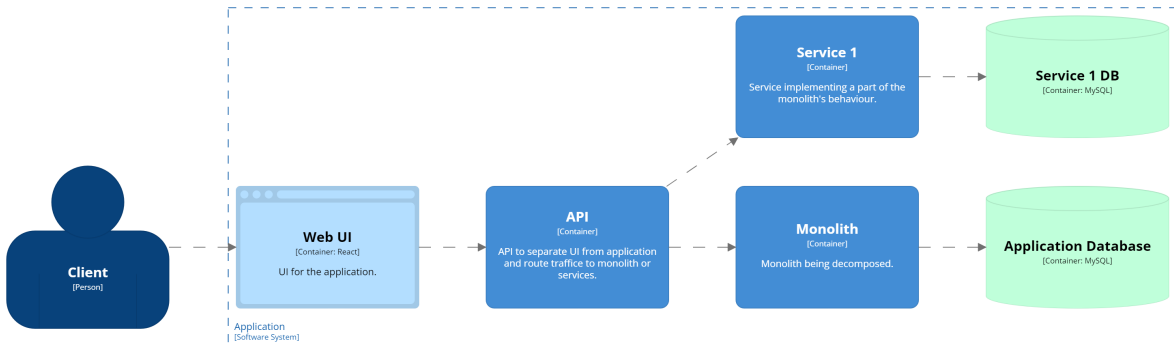 Service 1
[Container]
Service implementing a part of the
monolith's behaviour.
Service 1 DB
[Container: MySQL]
Client
[Person]
Web UI
[Container: React]
UI for the application.
API
[Container]
API to separate UI from application
and route traffice to monolith or
services.
Monolith
[Container]
Monolith being decomposed.
Application Database
[Container: MySQL]
Application
[Software System]